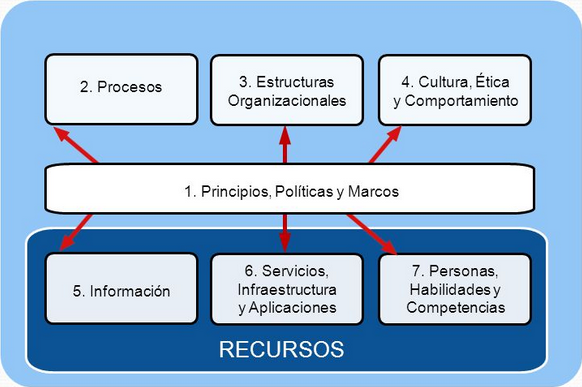 2. Procesos
3. Estructuras
Organizacionales
4. Cultura, Ética
y Comportamiento
1. Principios, Políticas y Marcos
5. Información
6. Servicios,
Infraestructura
y Aplicaciones
7. Personas,
Habilidades y
Competencias
RECURSOS